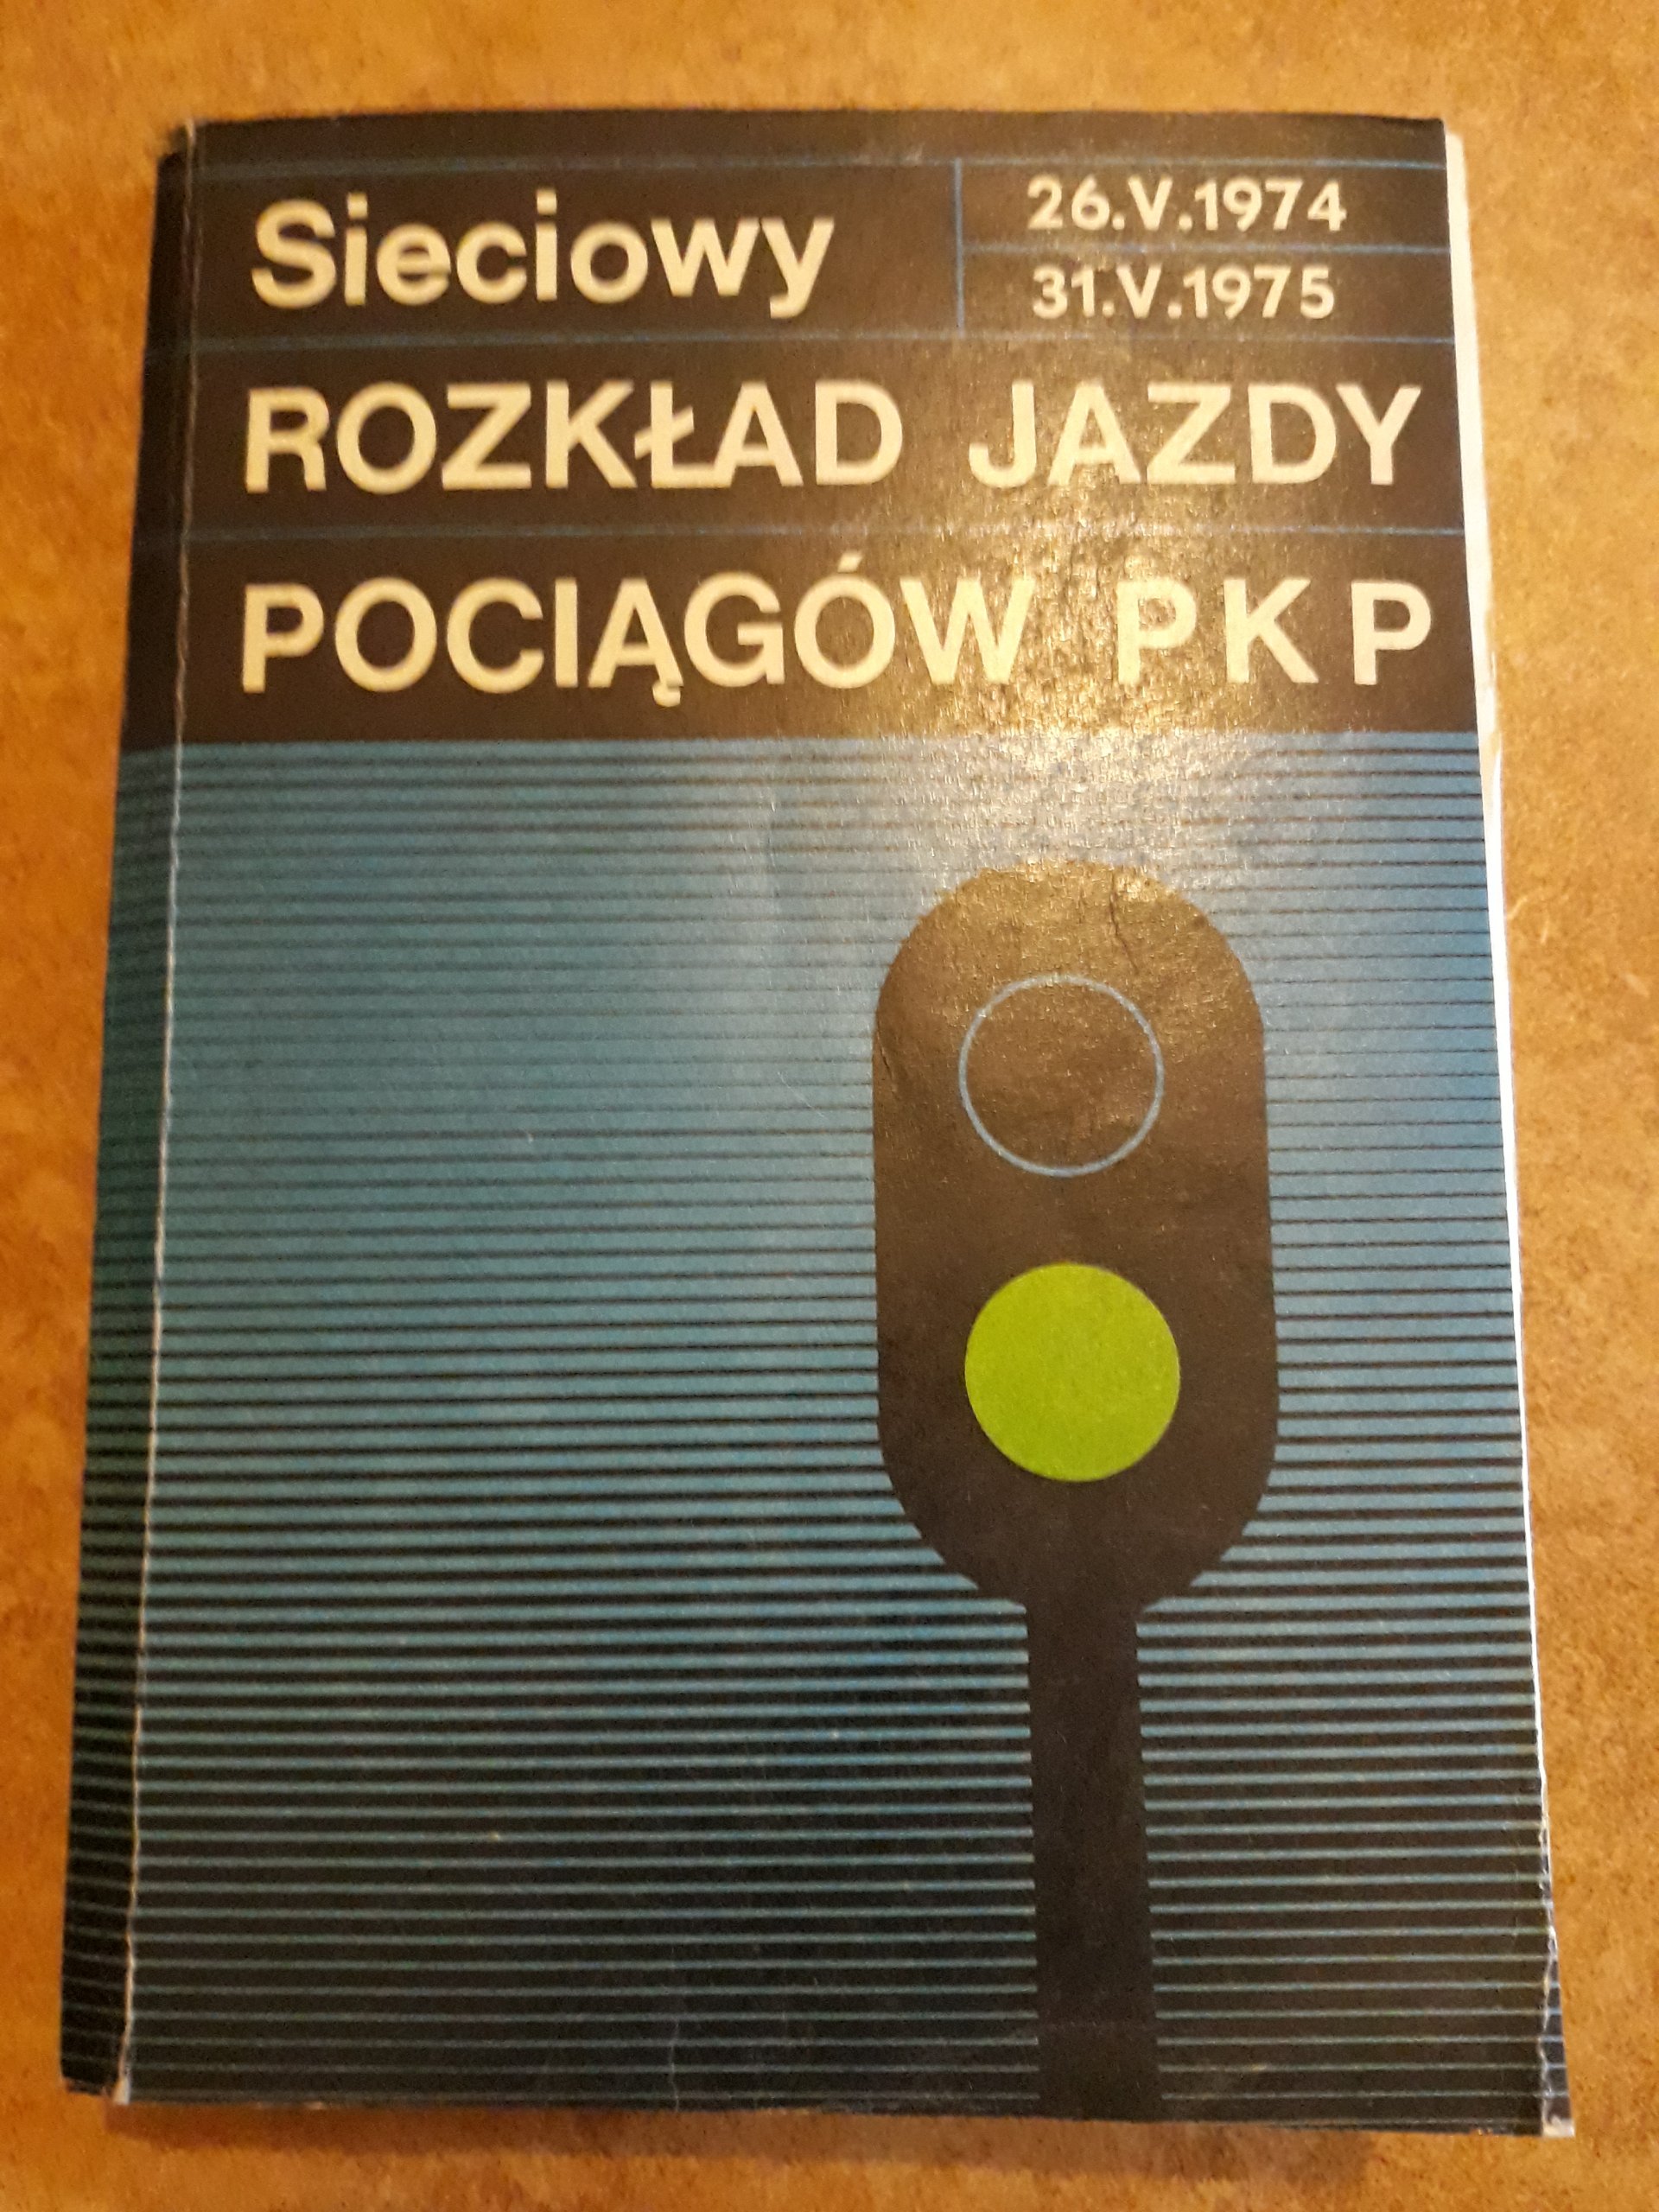 Sieciowy
26.V.1974
31.V.1975
ROZKŁAD JAZDY
POCIĄGÓW PKP